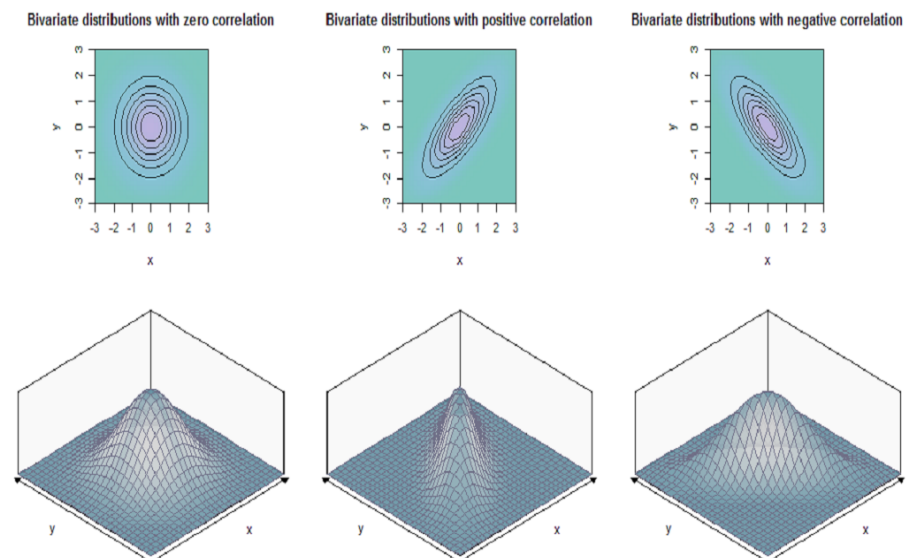 Bivariate distributions with zero correlation
Bivariate distributions with positive correlation
Bivariate distributions with negative correlation
3
2
1
0
-1
-2
-3
y
-3 -2 -1 0 1 2 3
x
3
2
1
0
-1
-2
-3
y
-3 -2 -1 0 1 2 3
x
3
2
1
0
-1
-2
-3
y
-3 -2 -1 0 1 2 3
x
y
x
y
x
y
x